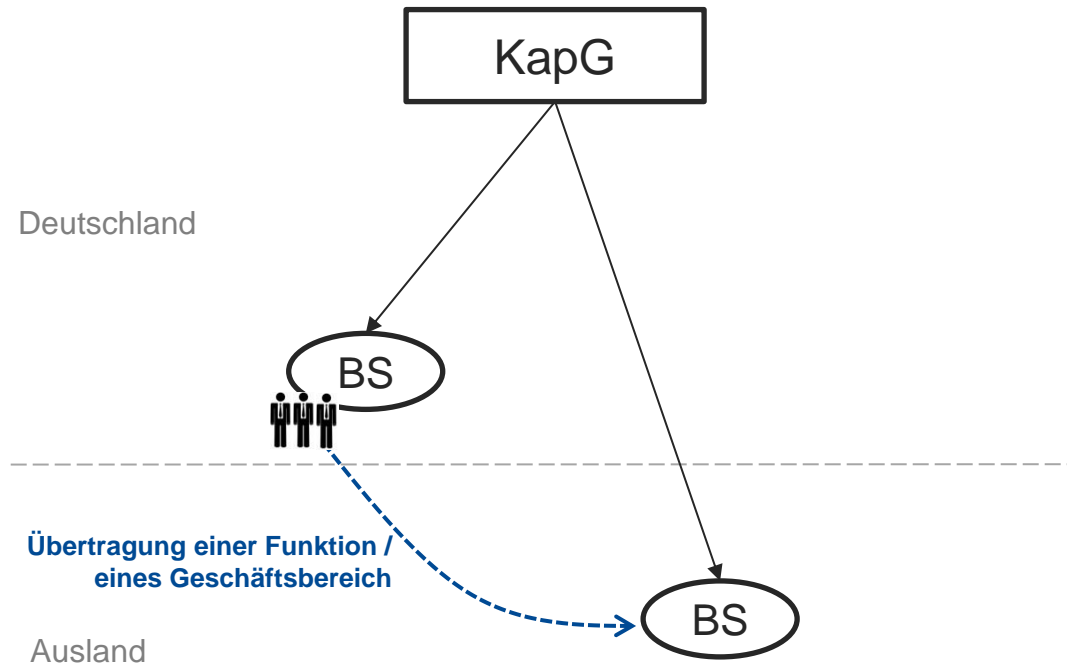 KapG
Deutschland
BS
Übertragung einer Funktion /
eines Geschäftsbereich
BS
Ausland